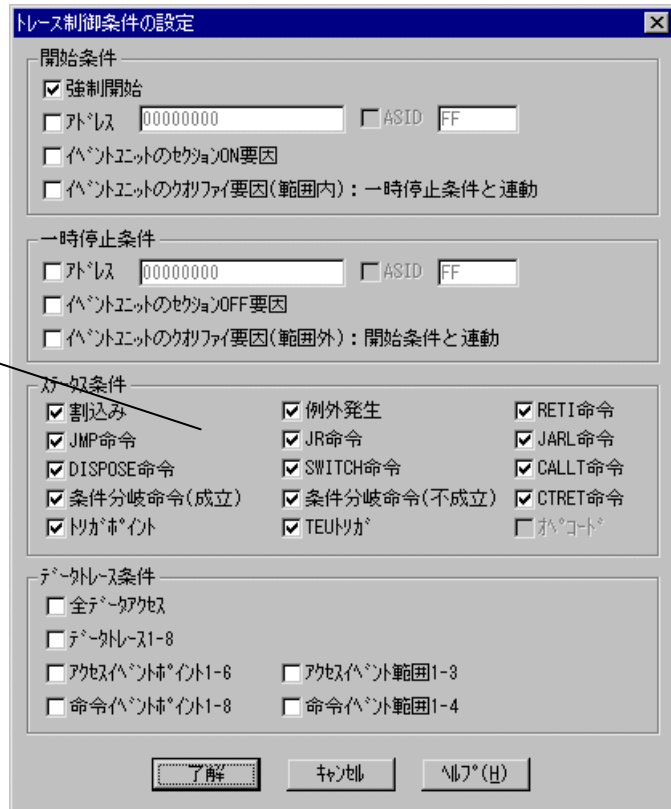 トレース制御条件の設定
開始条件
強制開始
アドレス 00000000 ASID FF
イベントユニットのセクションON要因
イベントユニットのクオリファイ要因(範囲内):一時停止条件と連動
一時停止条件
アドレス 00000000 ASID FF
イベントユニットのセクションOFF要因
イベントユニットのクオリファイ要因(範囲外):開始条件と連動
ステータス条件
割込み 例外発生 RETI命令
JMP命令 JR命令 JARL命令
DISPOSE命令 SWITCH命令 CALLT命令
条件分岐命令(成立) 条件分岐命令(不成立) CTRET命令
トリガポイント TEUトリガ オペコード
データトレース条件
全データアクセス
データトレース1-8
アクセスイベントポイント1-6 アクセスイベント範囲1-3
命令イベントポイント1-8 命令イベント範囲1-4
了解 キャンセル ヘルプ(H)